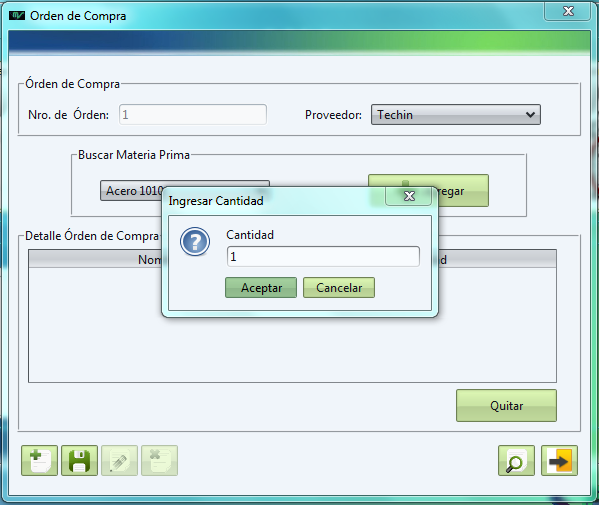 Orden de Compra
Órden de Compra
Nro. de Órden: 1 Proveedor: Techin
Buscar Materia Prima
Acero 1010
Ingresar Cantidad
Cantidad
1
Aceptar Cancelar
Detalle Órden de Compra
Quitar